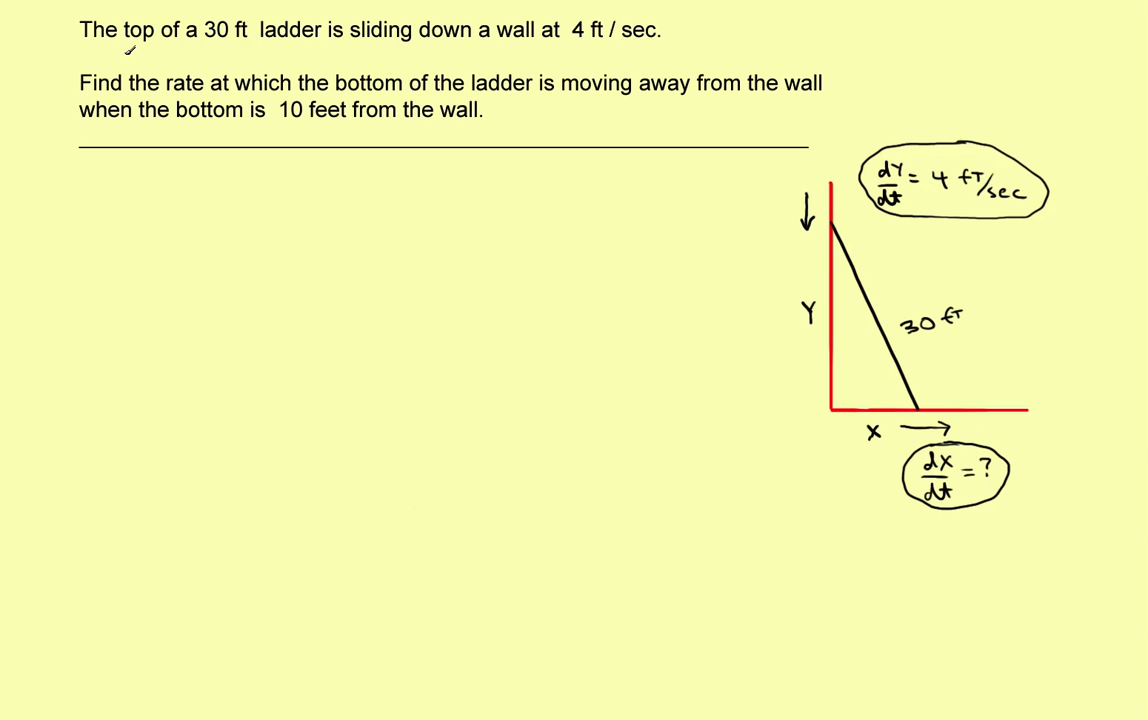 The top of a 30 ft ladder is sliding down a wall at 4 ft / sec.
Find the rate at which the bottom of the ladder is moving away from the wall
when the bottom is 10 feet from the wall.
dY/dt = 4 fT/sec
Y
30 fT
X
dX/dt = ?